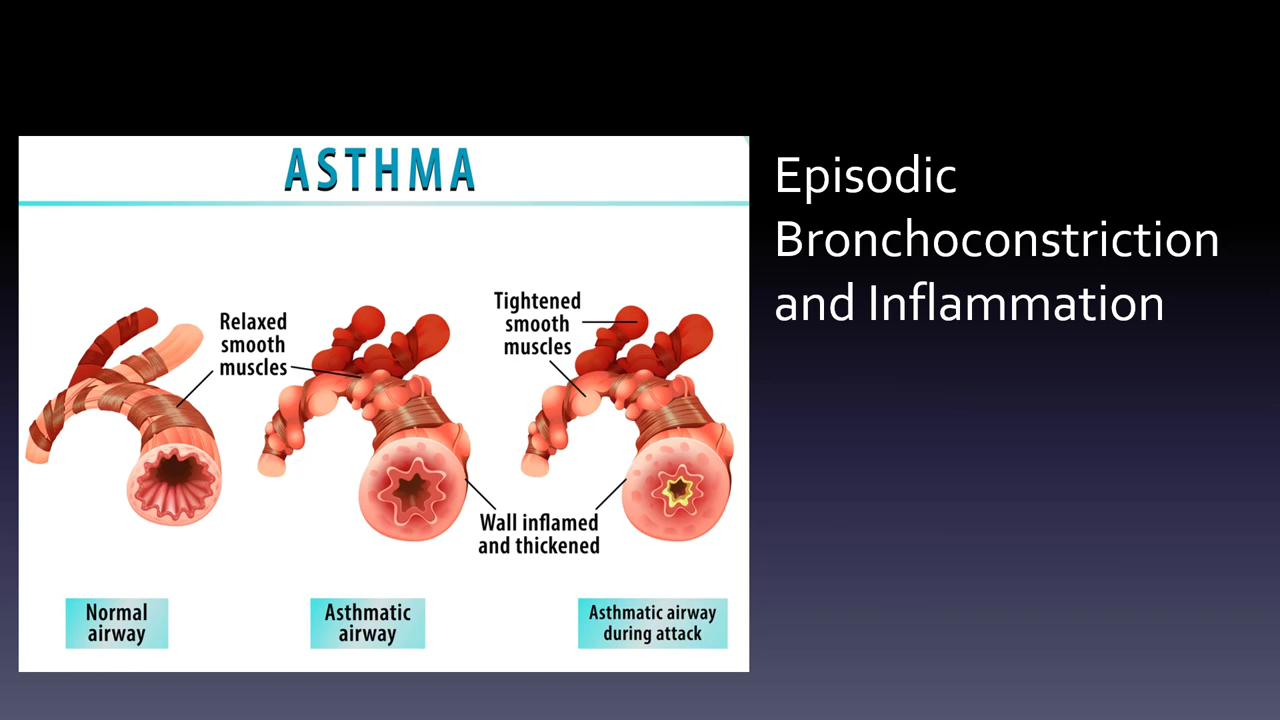 ASTHMA
Episodic
Bronchoconstriction
and Inflammation
Relaxed
smooth
muscles
Tightened
smooth
muscles
Wall inflamed
and thickened
Normal
airway
Asthmatic
airway
Asthmatic airway
during attack